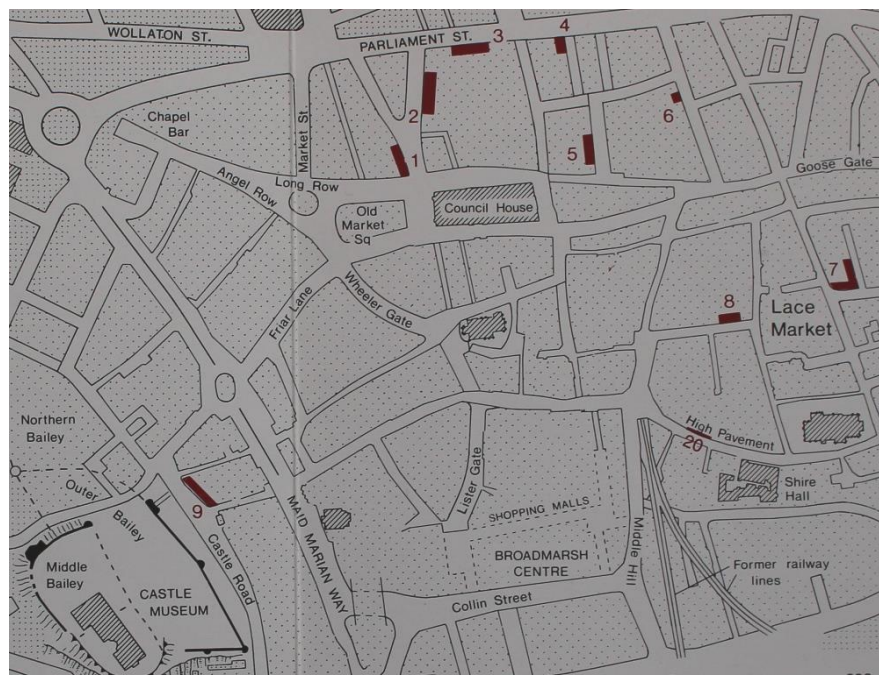 WOLLATON ST.
PARLIAMENT ST.
3
4
Chapel
Bar
Market St.
2
1
5
6
Angel Row
Long Row
Old
Market
Sq
Council House
Goose Gate
7
8
Lace
Market
Friar Lane
Wheeler Gate
Northern
Bailey
Outer
Bailey
9
Middle
Bailey
CASTLE
MUSEUM
Castle Road
MAID MARIAN WAY
Lister Gate
SHOPPING MALLS
BROADMARSH
CENTRE
Collin Street
Middle Hill
High Pavement
20
Shire
Hall
Former railway
lines